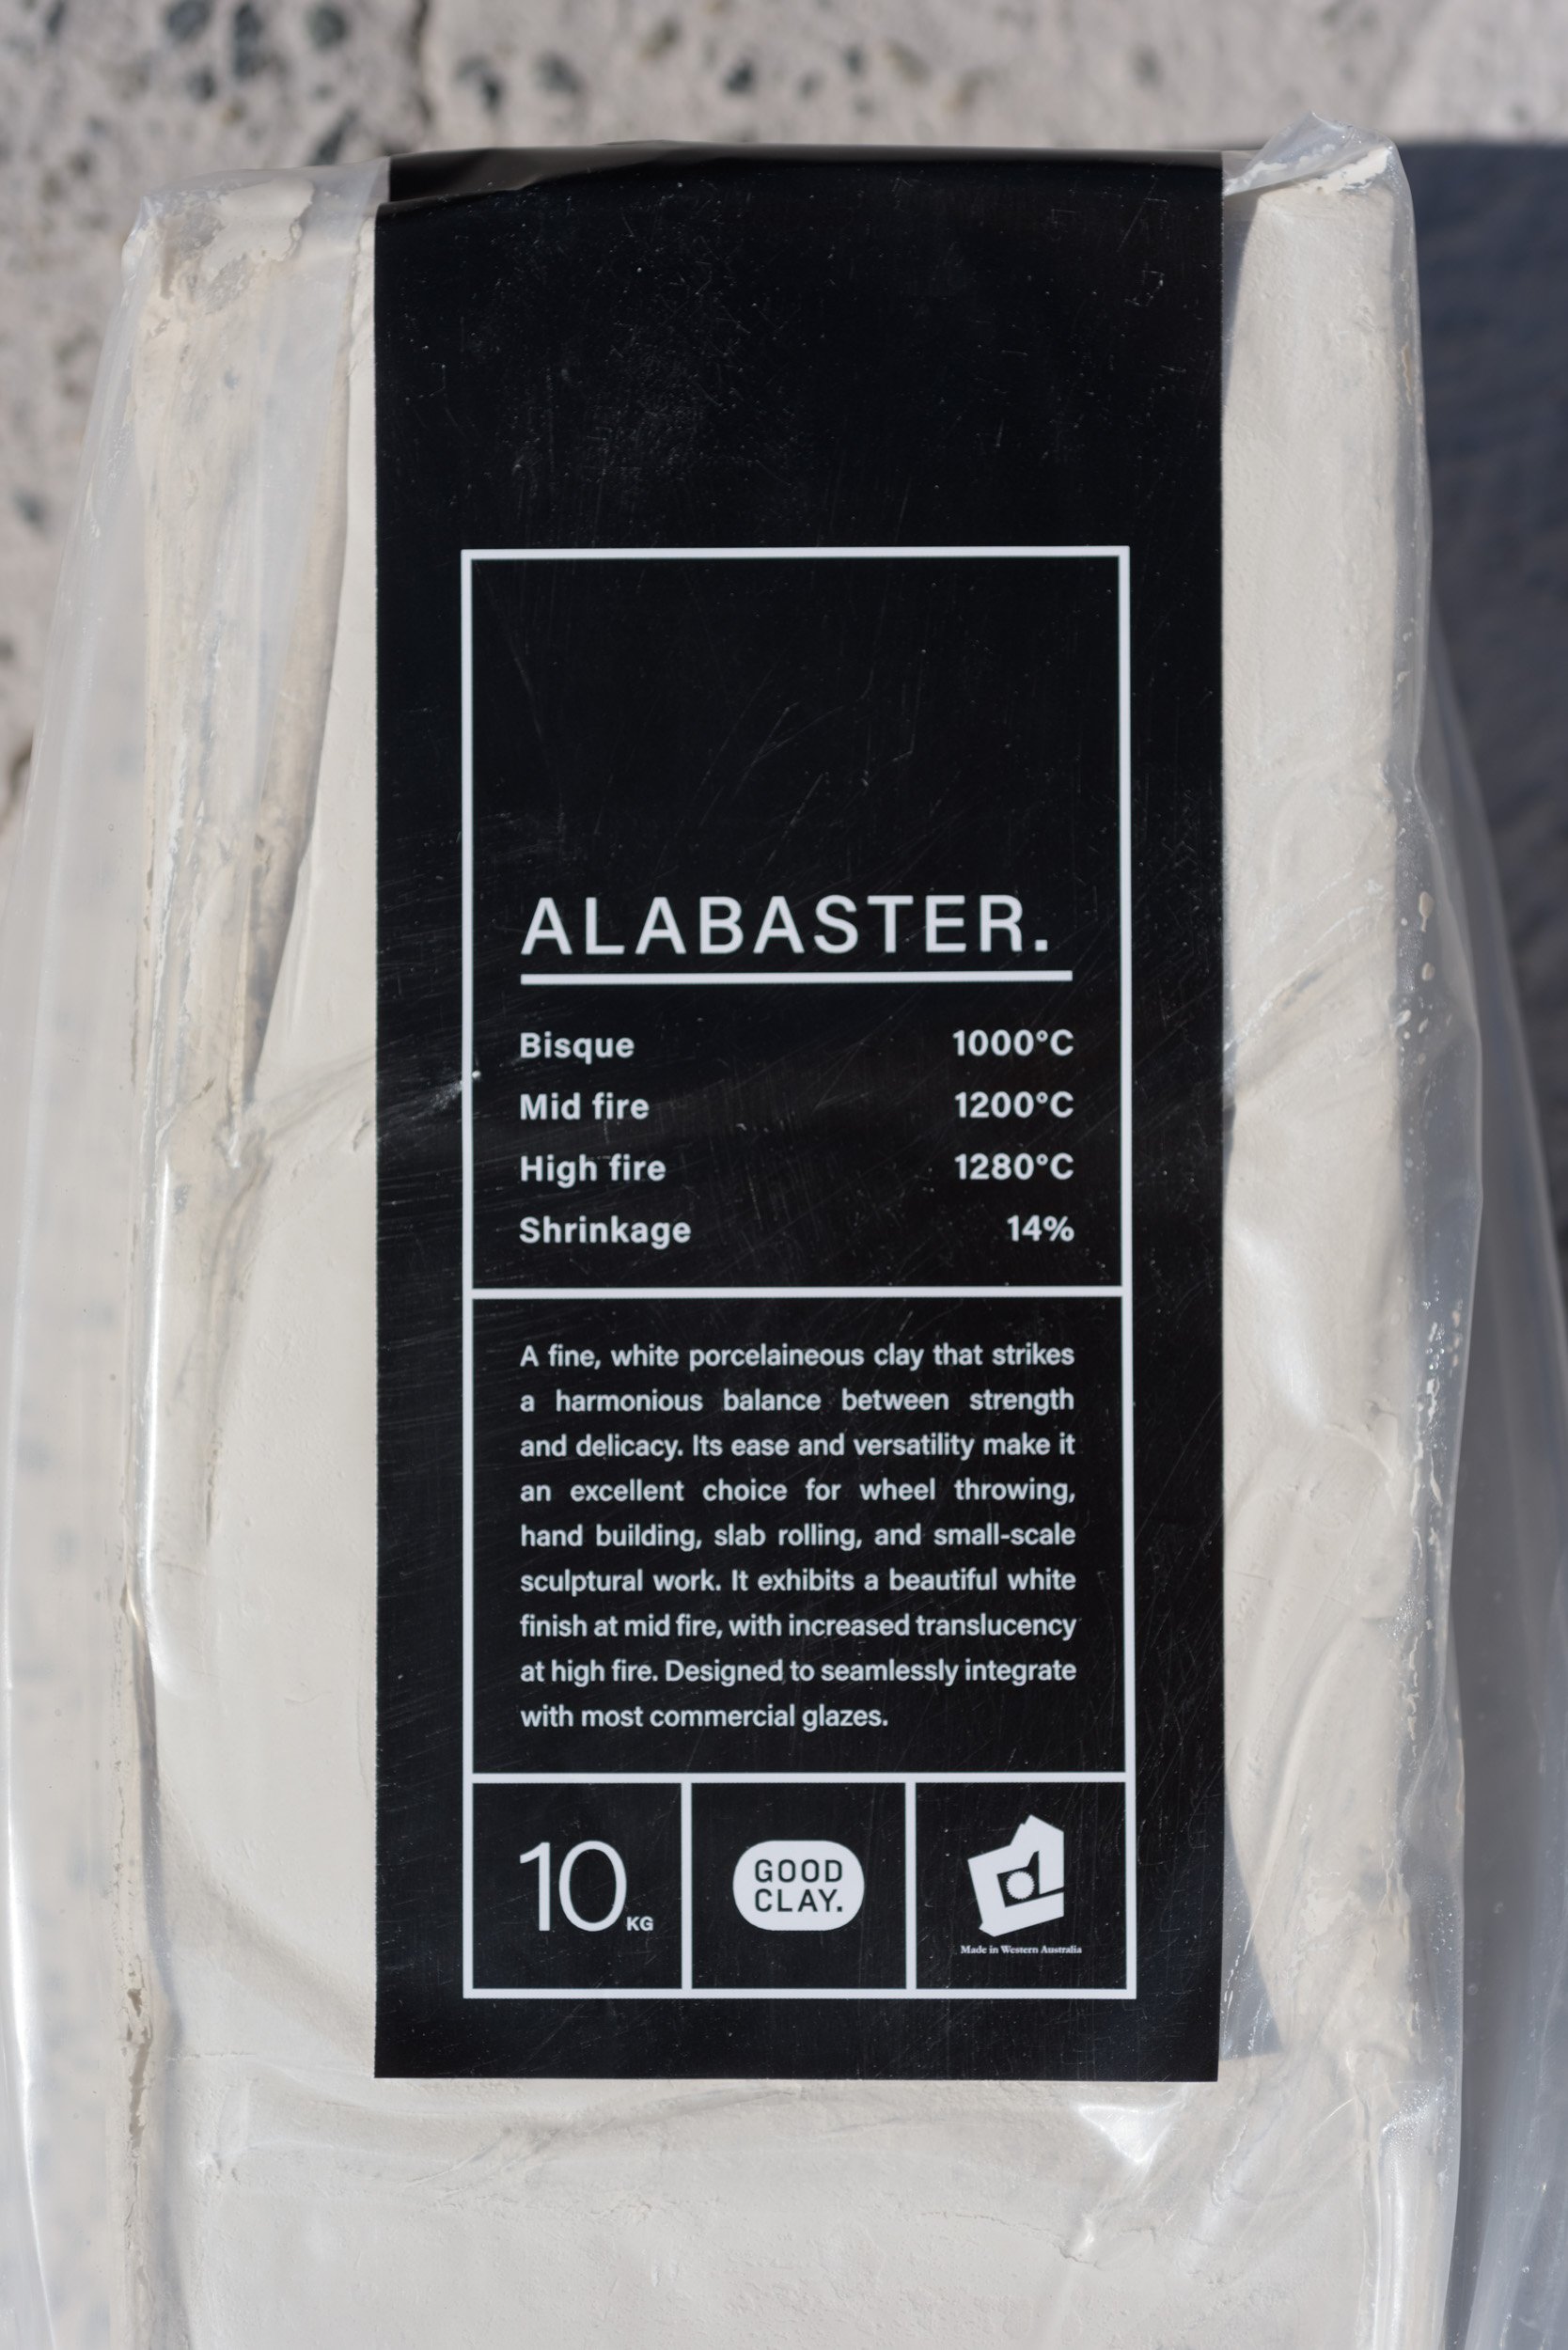 ALABASTER.
Bisque 1000°C
Mid fire 1200°C
High fire 1280°C
Shrinkage 14%
A fine, white porcelaineous clay that strikes
a harmonious balance between strength
and delicacy. Its ease and versatility make it
an excellent choice for wheel throwing,
hand building, slab rolling, and small-scale
sculptural work. It exhibits a beautiful white
finish at mid fire, with increased translucency
at high fire. Designed to seamlessly integrate
with most commercial glazes.
10 KG
GOOD
CLAY.
Made in Western Australia